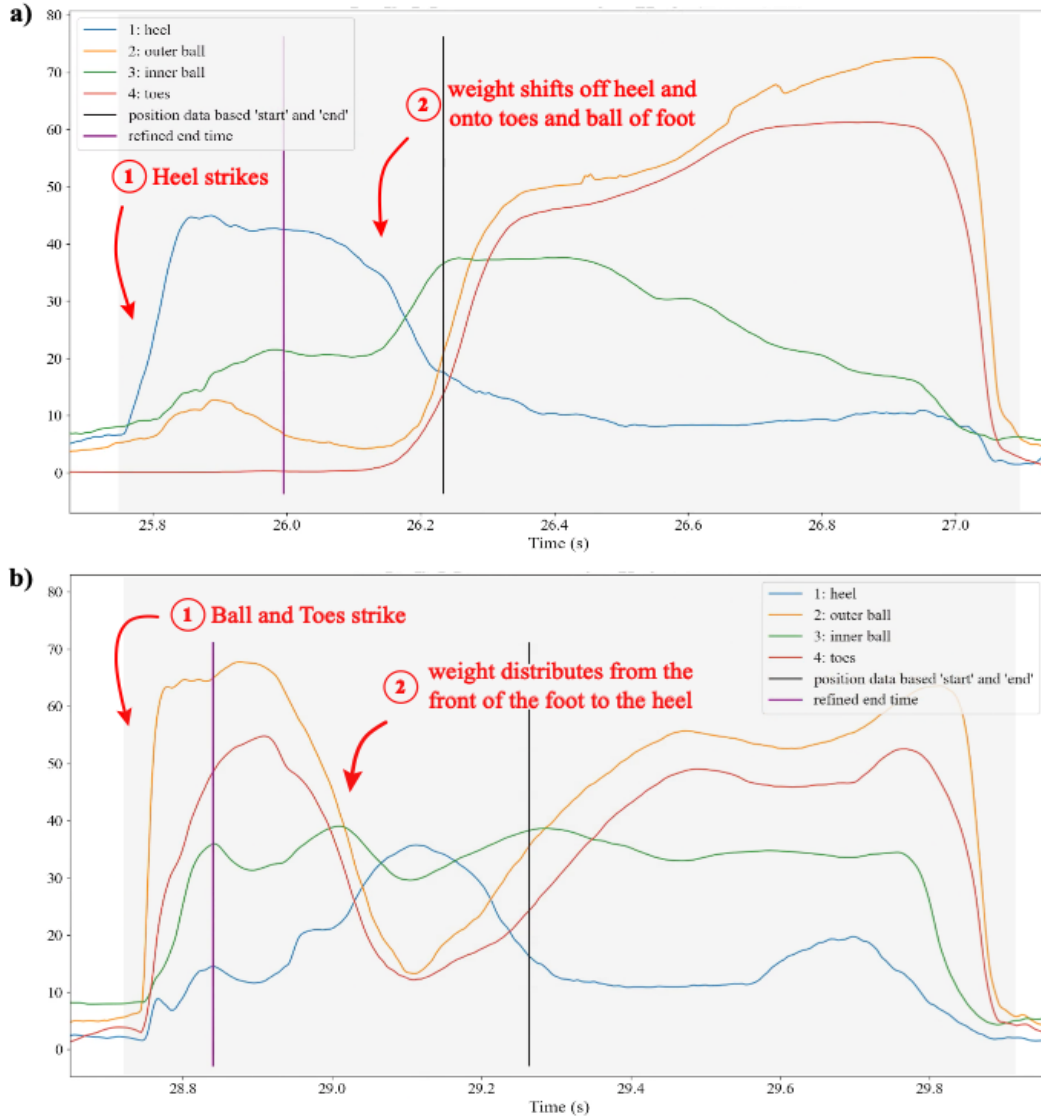 a)
80
70
60
50
40
30
20
10
0
1: heel
2: outer ball
3: inner ball
4: toes
position data based 'start' and 'end'
refined end time
1 Heel strikes
2 weight shifts off heel and
onto toes and ball of foot
25.8 26.0 26.2 26.4 26.6 26.8 27.0
Time (s)
b)
80
70
60
50
40
30
20
10
0
1 Ball and Toes strike
2 weight distributes from the
front of the foot to the heel
1: heel
2: outer ball
3: inner ball
4: toes
position data based 'start' and 'end'
refined end time
28.8 29.0 29.2 29.4 29.6 29.8
Time (s)